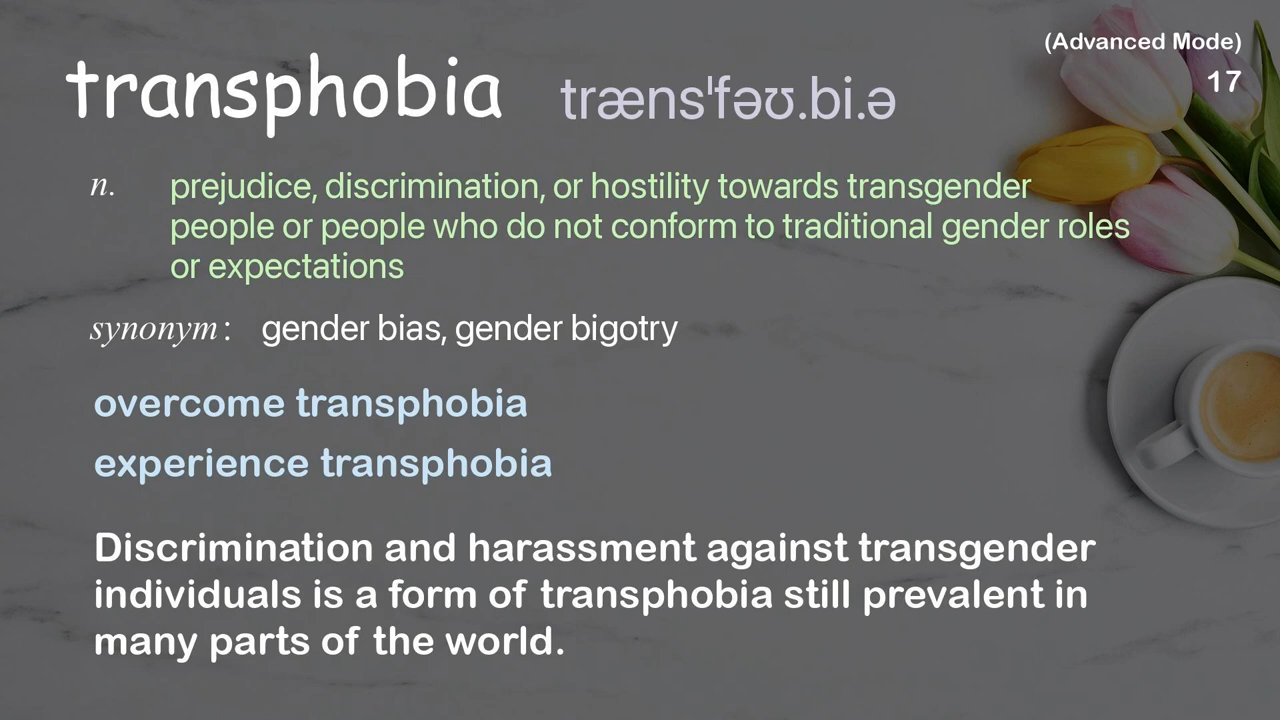 (Advanced Mode)
transphobia trænsˈfəʊ.bi.ə
17
n. prejudice, discrimination, or hostility towards transgender
people or people who do not conform to traditional gender roles
or expectations
synonym: gender bias, gender bigotry
overcome transphobia
experience transphobia
Discrimination and harassment against transgender
individuals is a form of transphobia still prevalent in
many parts of the world.